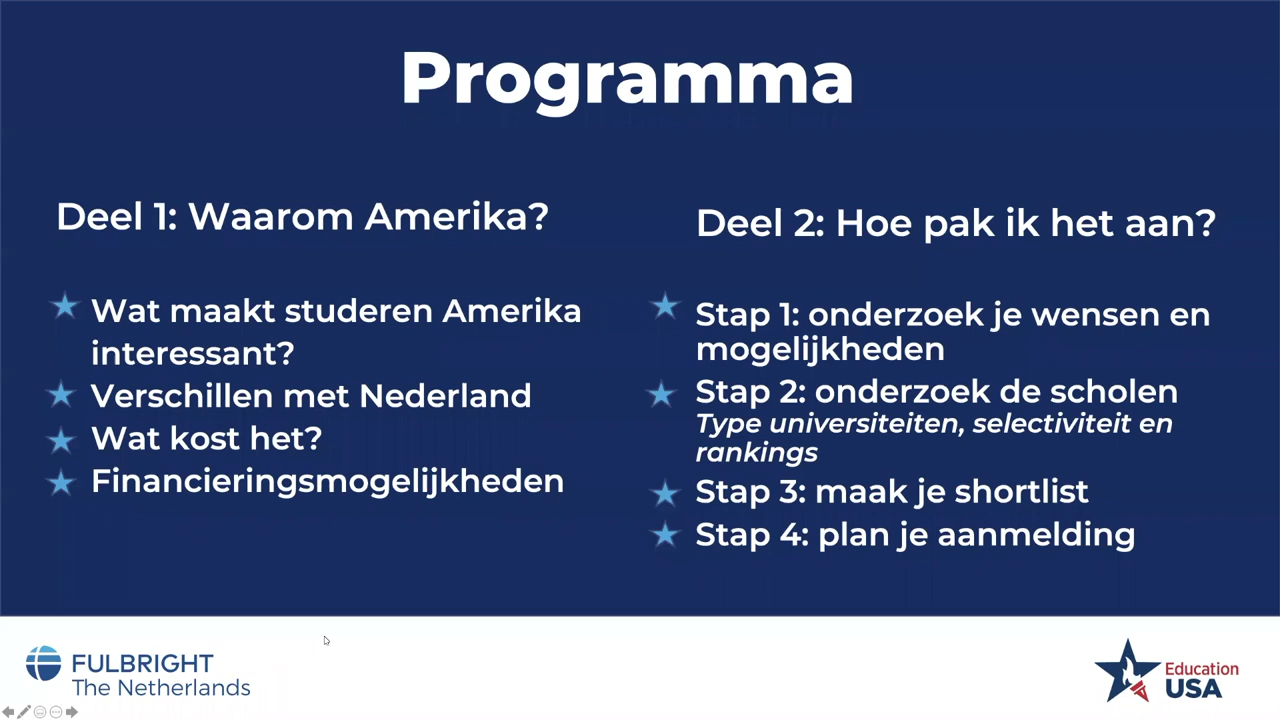 Programma
Deel 1: Waarom Amerika?
Wat maakt studeren Amerika
interessant?
Verschillen met Nederland
Wat kost het?
Financieringsmogelijkheden
Deel 2: Hoe pak ik het aan?
Stap 1: onderzoek je wensen en
mogelijkheden
Stap 2: onderzoek de scholen
Type universiteiten, selectiviteit en
rankings
Stap 3: maak je shortlist
Stap 4: plan je aanmelding
FULBRIGHT
The Netherlands
Education
USA